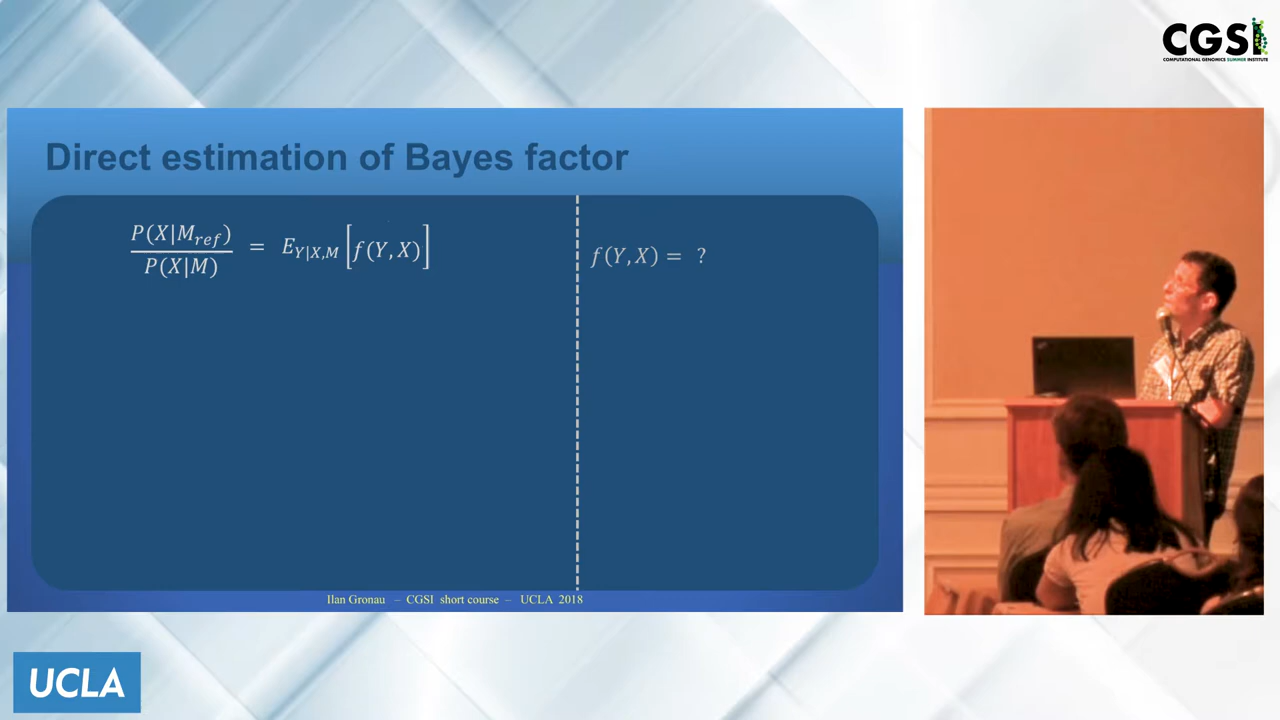 CGSI
COMPUTATIONAL GENOMICS SUMMER INSTITUTE
Direct estimation of Bayes factor
P(X|M_ref) / P(X|M) = E_{Y|X,M} [f(Y,X)]
f(Y,X) = ?
Ilan Gronau – CGSI short course – UCLA 2018
UCLA